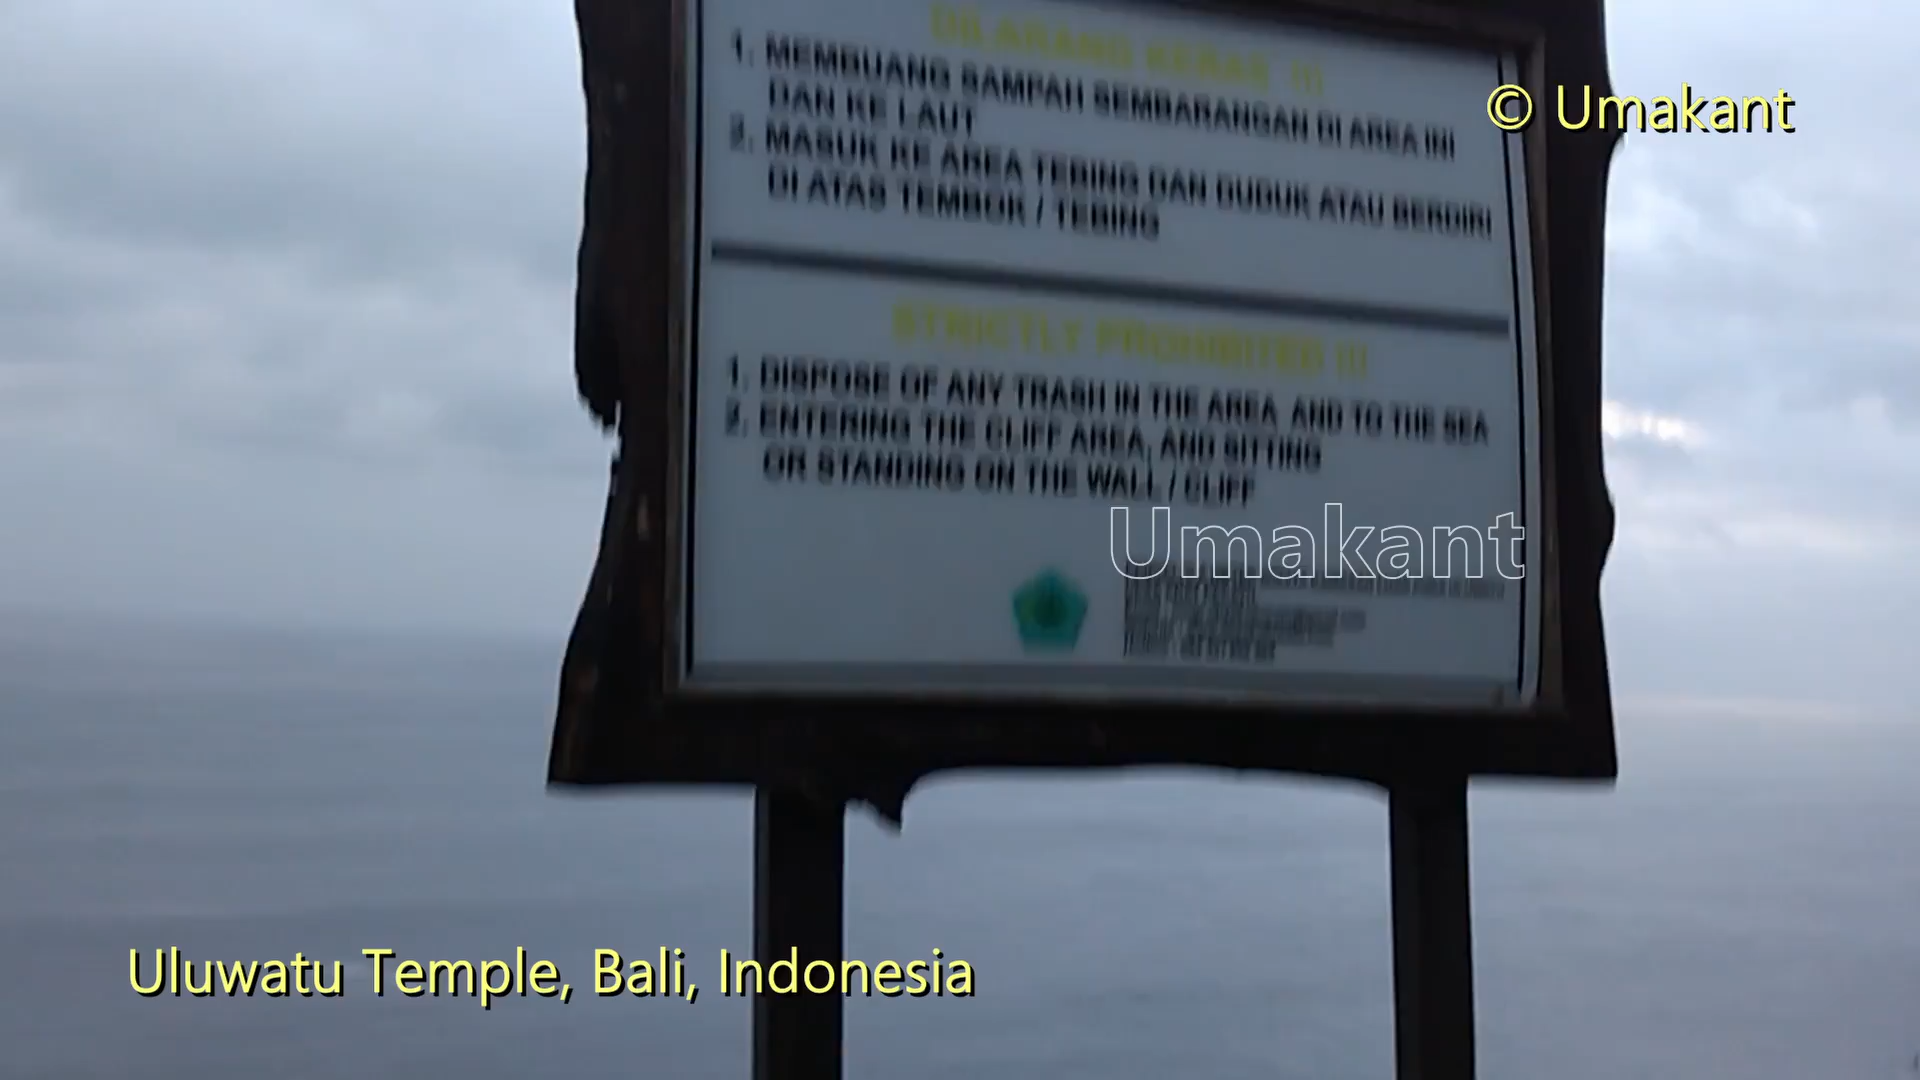 DILARANG KERAS !!!
1. MEMBUANG SAMPAH SEMBARANGAN DI AREA INI
DAN KE LAUT
2. MASUK KE AREA TEBING DAN DUDUK ATAU BERDIRI
DI ATAS TEMBOK / TEBING
STRICTLY PROHIBITED !!!
1. DISPOSE OF ANY TRASH IN THE AREA AND TO THE SEA
2. ENTERING THE CLIFF AREA, AND SITTING
OR STANDING ON THE WALL / CLIFF
© Umakant
Umakant
Uluwatu Temple, Bali, Indonesia